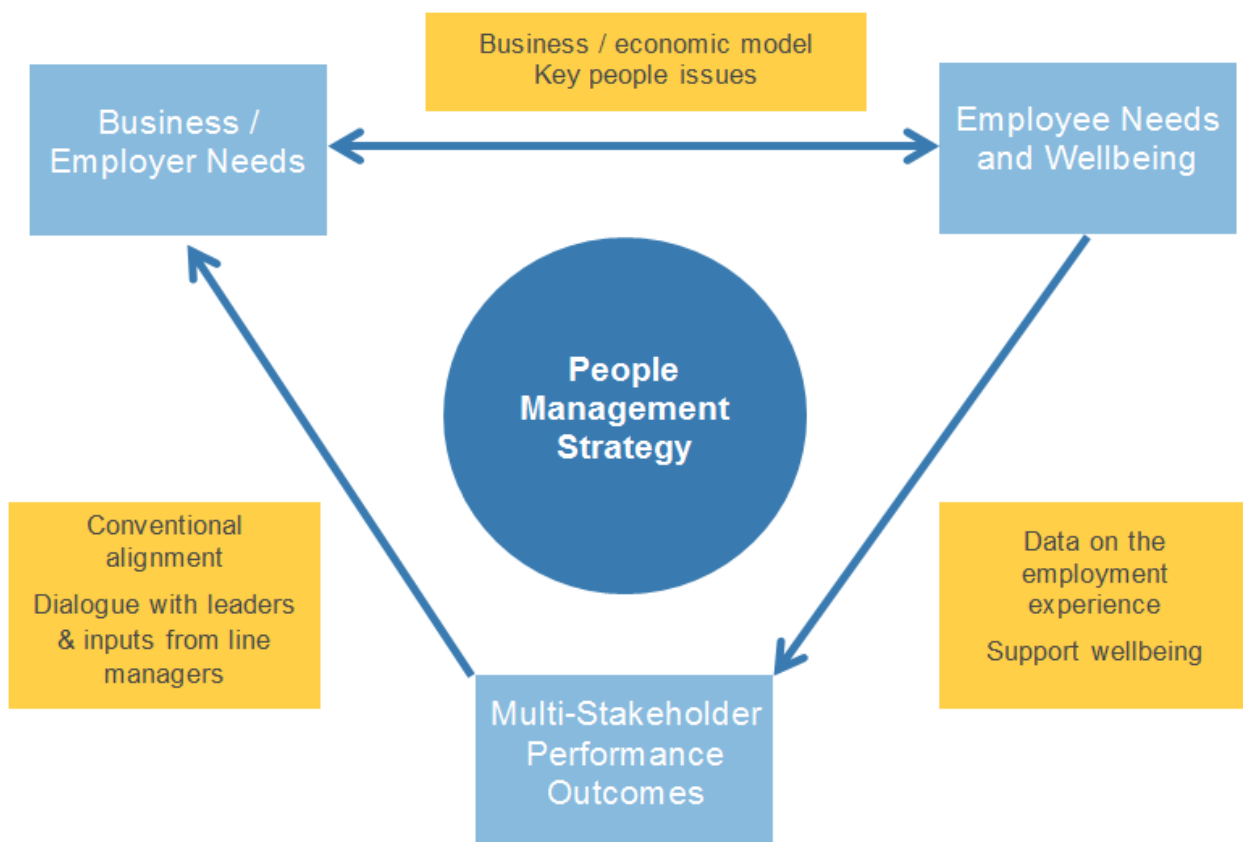 Business / economic model
Key people issues
Business /
Employer Needs
Employee Needs
and Wellbeing
People
Management
Strategy
Conventional
alignment
Dialogue with leaders
& inputs from line
managers
Data on the
employment
experience
Support wellbeing
Multi-Stakeholder
Performance
Outcomes